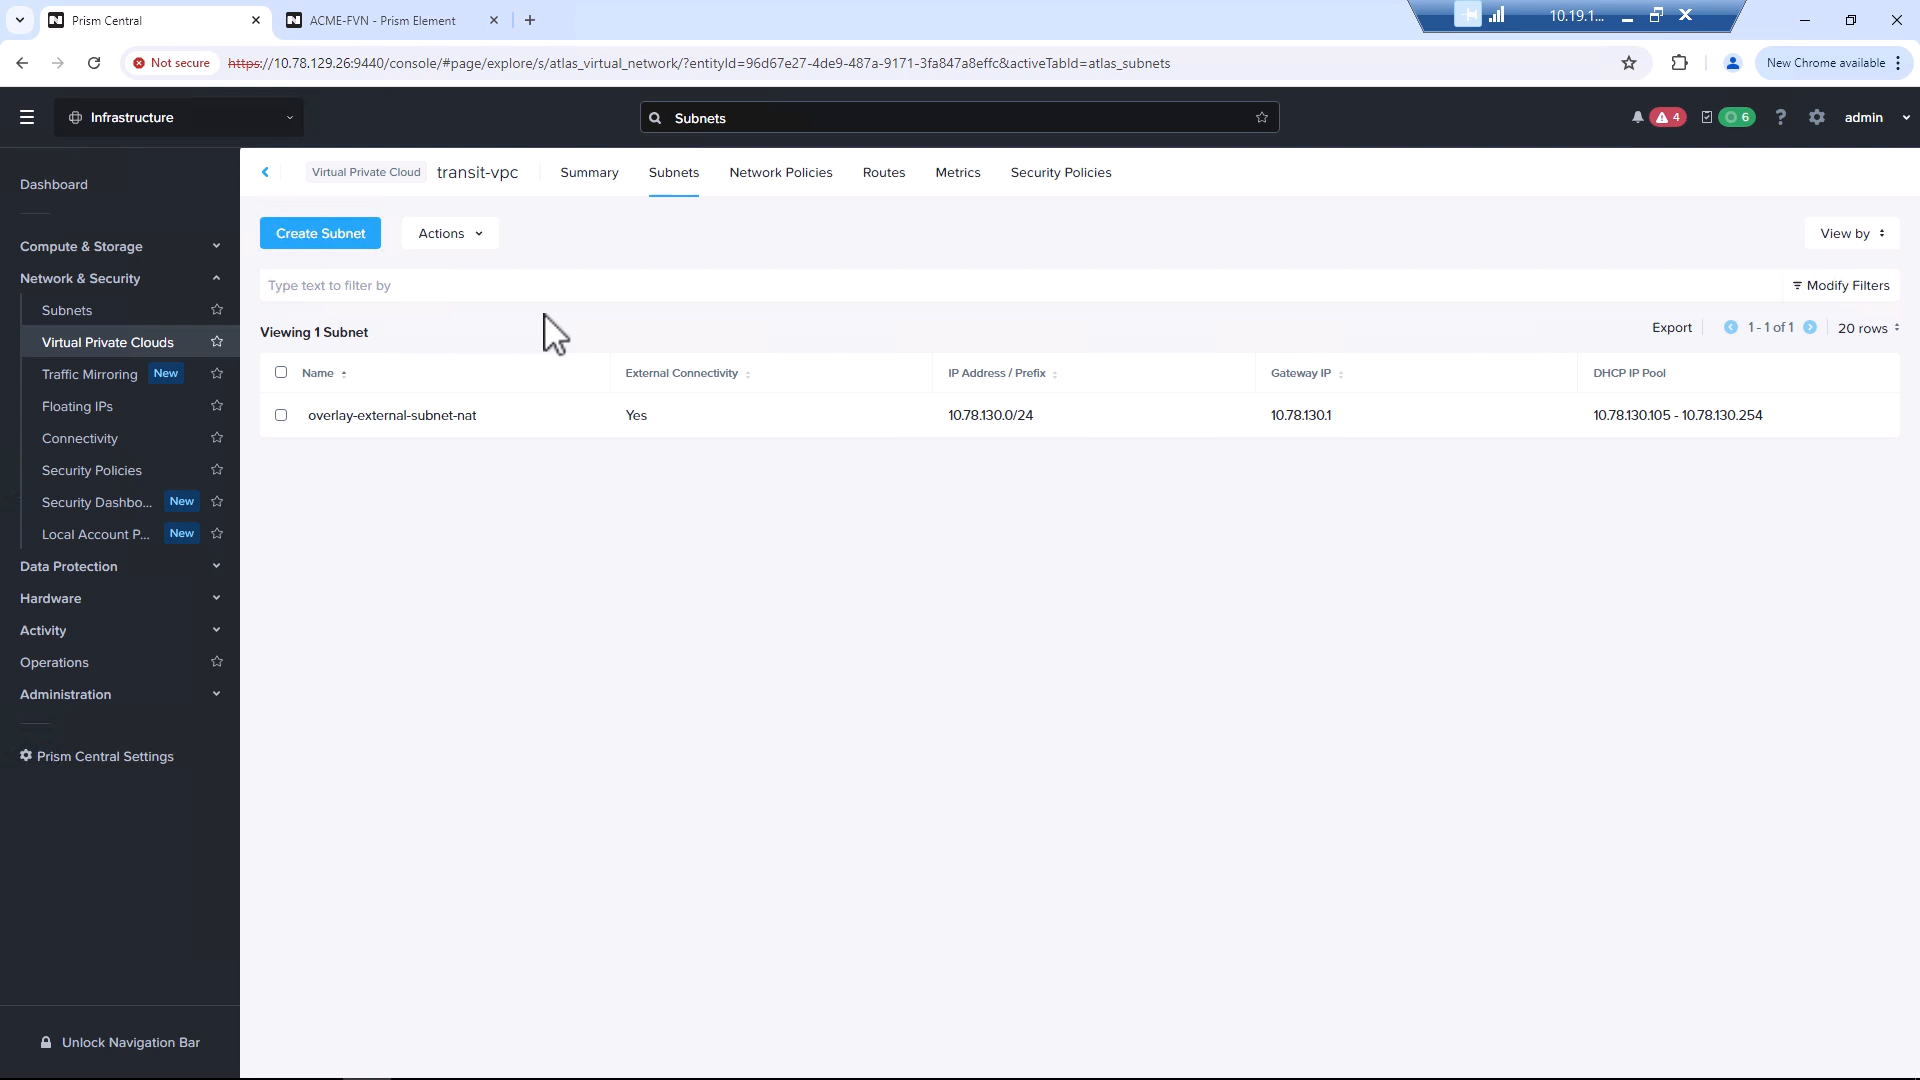 Prism Central
ACME-FVN - Prism Element
10.19.1...
Not secure
https://10.78.129.26:9440/console/#page/explore/s/atlas_virtual_network/?entityId=96d67e27-4de9-487a-9171-3fa847a8effc&activeTabId=atlas_subnets
New Chrome available
Infrastructure
Subnets
4
6
admin
Dashboard
Compute & Storage
Network & Security
Subnets
Virtual Private Clouds
Traffic Mirroring New
Floating IPs
Connectivity
Security Policies
Security Dashbo... New
Local Account P... New
Data Protection
Hardware
Activity
Operations
Administration
Prism Central Settings
Unlock Navigation Bar
Virtual Private Cloud transit-vpc Summary Subnets Network Policies Routes Metrics Security Policies
Create Subnet Actions View by
Type text to filter by Modify Filters
Viewing 1 Subnet Export 1 - 1 of 1 20 rows
Name External Connectivity IP Address / Prefix Gateway IP DHCP IP Pool
overlay-external-subnet-nat Yes 10.78.130.0/24 10.78.130.1 10.78.130.105 - 10.78.130.254